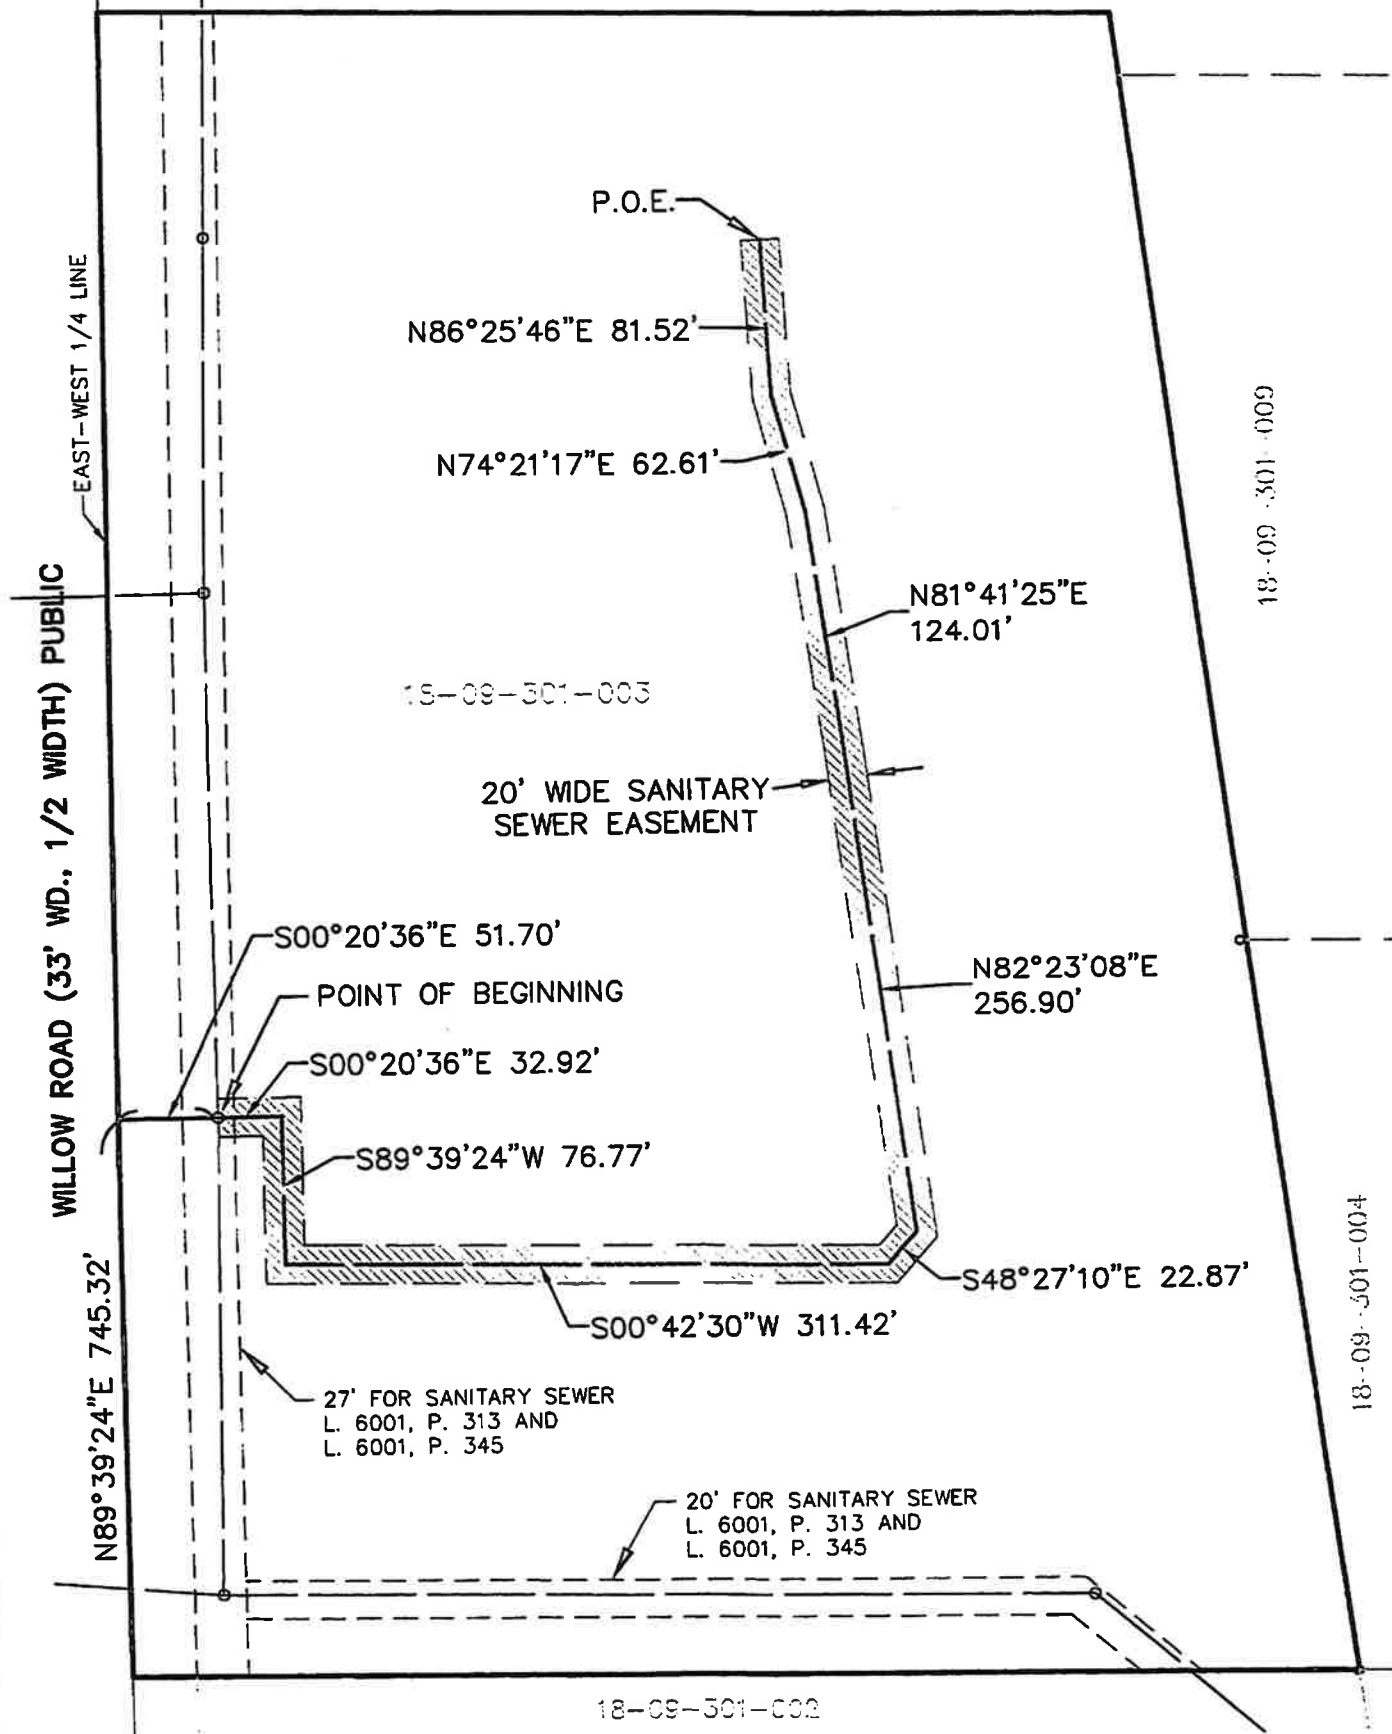 P.O.E.
EAST-WEST 1/4 LINE
N86°25'46"E 81.52'
N74°21'17"E 62.61'
18-09-301-009
N81°41'25"E
124.01'
WILLOW ROAD (33' WD., 1/2 WIDTH) PUBLIC
18-09-301-003
20' WIDE SANITARY
SEWER EASEMENT
S00°20'36"E 51.70'
POINT OF BEGINNING
N82°23'08"E
256.90'
S00°20'36"E 32.92'
S89°39'24"W 76.77'
S48°27'10"E 22.87'
18-09-301-004
S00°42'30"W 311.42'
N89°39'24"E 745.32'
27' FOR SANITARY SEWER
L. 6001, P. 313 AND
L. 6001, P. 345
20' FOR SANITARY SEWER
L. 6001, P. 313 AND
L. 6001, P. 345
18-09-301-002